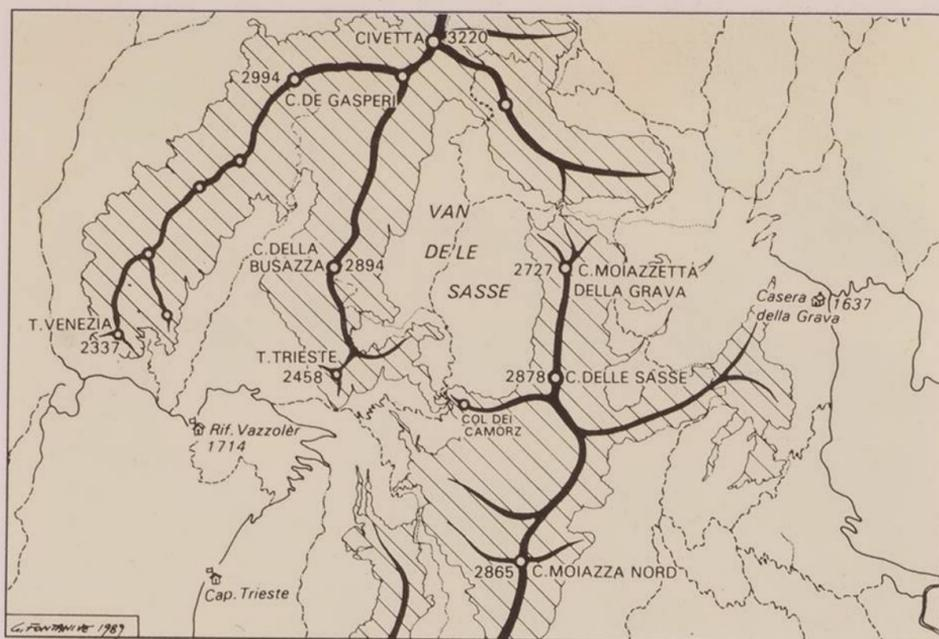 CIVETTA 3220
2994
C. DE GASPERI
VAN
DE'LE
SASSE
C. DELLA
BUSAZZA 2894
2727 C. MOIAZZETTA
DELLA GRAVA
Casera 1637
della Grava
T. VENEZIA
2337
T. TRIESTE
2458
2878 C. DELLE SASSE
COL DEI
CAMORZ
Rif. Vazzolèr
1714
2865 C. MOIAZZA NORD
Cap. Trieste
G. FONTANIVE 1989